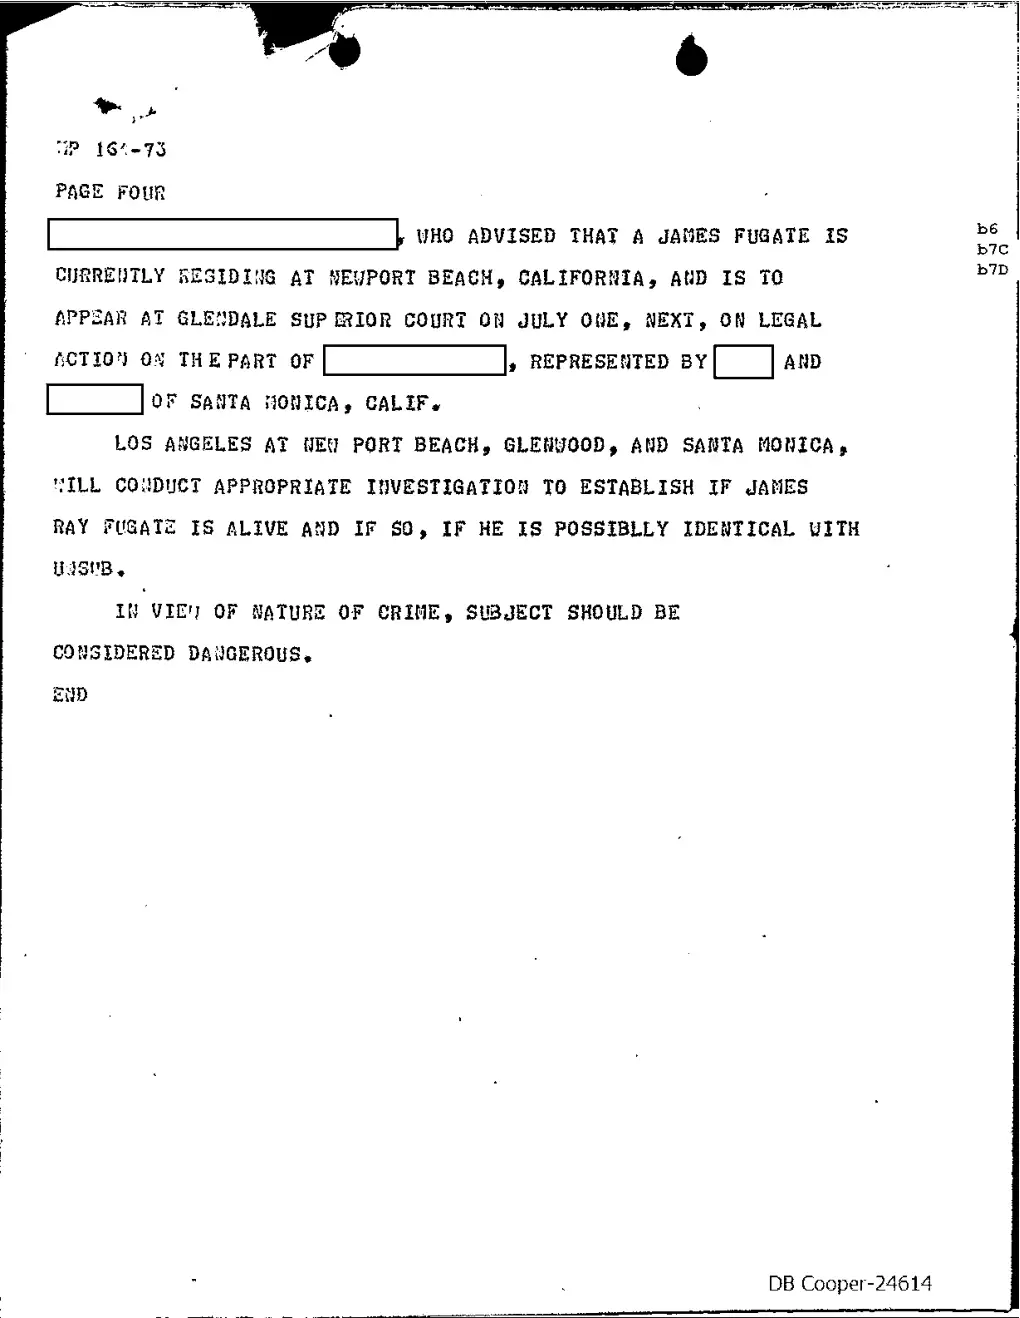 164-73
PAGE FOUR
, WHO ADVISED THAT A JAMES FUGATE IS
b6
b7C
b7D
CURRENTLY RESIDING AT NEWPORT BEACH, CALIFORNIA, AND IS TO
APPEAR AT GLENDALE SUPERIOR COURT ON JULY ONE, NEXT, ON LEGAL
ACTION ON THE PART OF , REPRESENTED BY AND
OF SANTA MONICA, CALIF.
LOS ANGELES AT NEW PORT BEACH, GLENWOOD, AND SANTA MONICA,
WILL CONDUCT APPROPRIATE INVESTIGATION TO ESTABLISH IF JAMES
RAY FUGATE IS ALIVE AND IF SO, IF HE IS POSSIBLLY IDENTICAL WITH
UNSUB.
IN VIEW OF NATURE OF CRIME, SUBJECT SHOULD BE
CONSIDERED DANGEROUS.
END
DB Cooper-24614